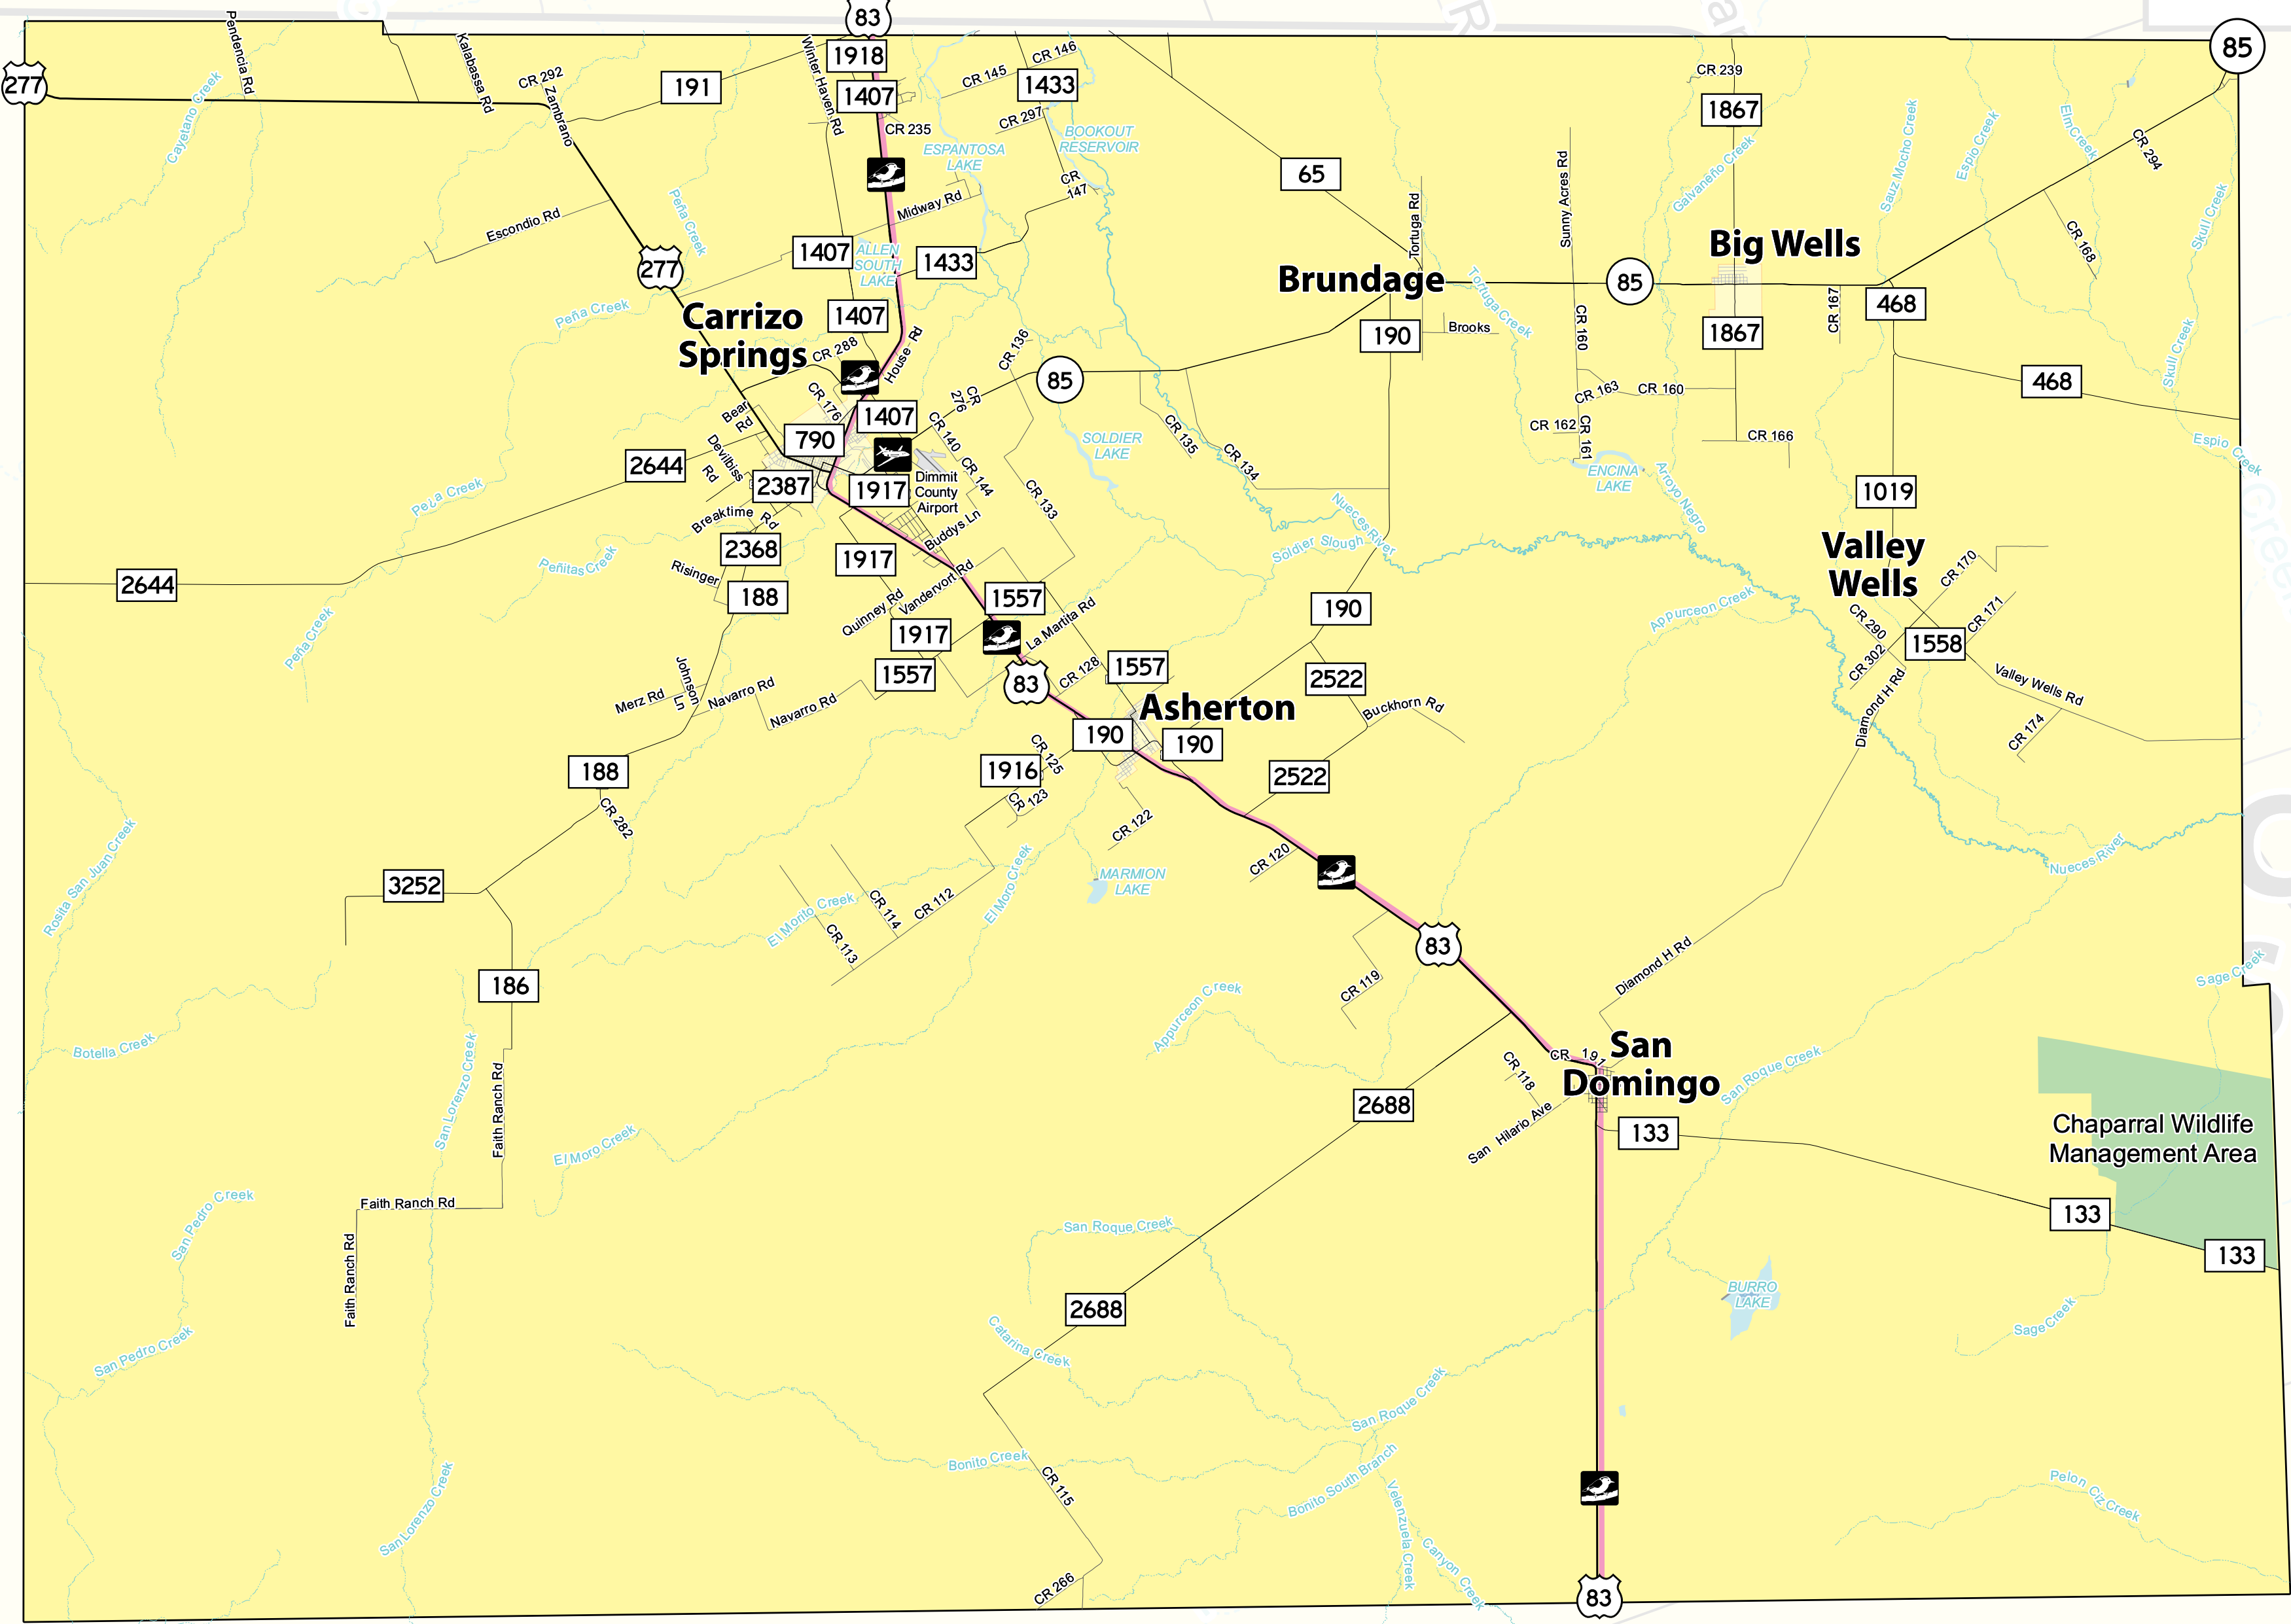 83
85
277
1918
1407
191
1433
65
1867
Pendencia Rd
Kalabassa Rd
CR 292
Zambrano
Winter Haven Rd
CR 146
CR 145
CR 297
CR 235
CR 239
CR 147
CR 294
CR 168
Cayetano Creek
Peña Creek
ESPANTOSA
LAKE
BOOKOUT
RESERVOIR
Galvaneño Creek
Sauz Mocho Creek
Espio Creek
Elm Creek
Skull Creek
Escondio Rd
Midway Rd
Tortuga Rd
Sunny Acres Rd
277
1407
ALLEN
SOUTH
LAKE
1433
Brundage
85
Big Wells
468
1867
CR 167
Tortuga Creek
Peña Creek
Carrizo
Springs
1407
CR 288
House Rd
CR 136
190
Brooks
CR 160
Skull Creek
CR 176
CR 276
85
CR 163
CR 160
468
Bear Rd
Devilbiss Rd
790
1407
CR 140
CR 144
SOLDIER
LAKE
CR 135
CR 134
CR 162
CR 161
CR 166
Espio Creek
2644
2387
1917
Dimmit
County
Airport
CR 133
ENCINA
LAKE
Arroyo Negro
1019
Nueces River
Soldier Slough
Breaktime Rd
Buddys Ln
2368
1917
Peñitas Creek
Valley
Wells
CR 170
CR 171
2644
Risinger
188
Quinney Rd
Vandervort Rd
1557
190
Appurceon Creek
CR 290
CR 302
1558
Peña Creek
1917
La Martita Rd
1557
CR 128
1557
2522
Merz Rd
Johnson Ln
Navarro Rd
Navarro Rd
83
Asherton
Buckhorn Rd
Diamond H Rd
Valley Wells Rd
CR 174
190
190
188
1916
CR 125
2522
CR 282
CR 123
CR 122
Rosita San Juan Creek
CR 120
MARMION
LAKE
Nueces River
3252
El Morito Creek
CR 114
CR 112
CR 113
El Moro Creek
83
186
CR 119
Diamond H Rd
Sage Creek
Botella Creek
San Lorenzo Creek
Appurceon Creek
CR 191
San
Domingo
CR 118
San Hilario Ave
San Roque Creek
2688
133
Chaparral Wildlife
Management Area
Faith Ranch Rd
El Moro Creek
Faith Ranch Rd
Faith Ranch Rd
San Pedro Creek
133
133
San Roque Creek
2688
BURRO
LAKE
Sage Creek
San Pedro Creek
Catarina Creek
San Roque Creek
Bonito Creek
CR 115
Bonito South Branch
Velenzuela Creek
Canyon Creek
Pelon Ciz Creek
San Lorenzo Creek
CR 266
83